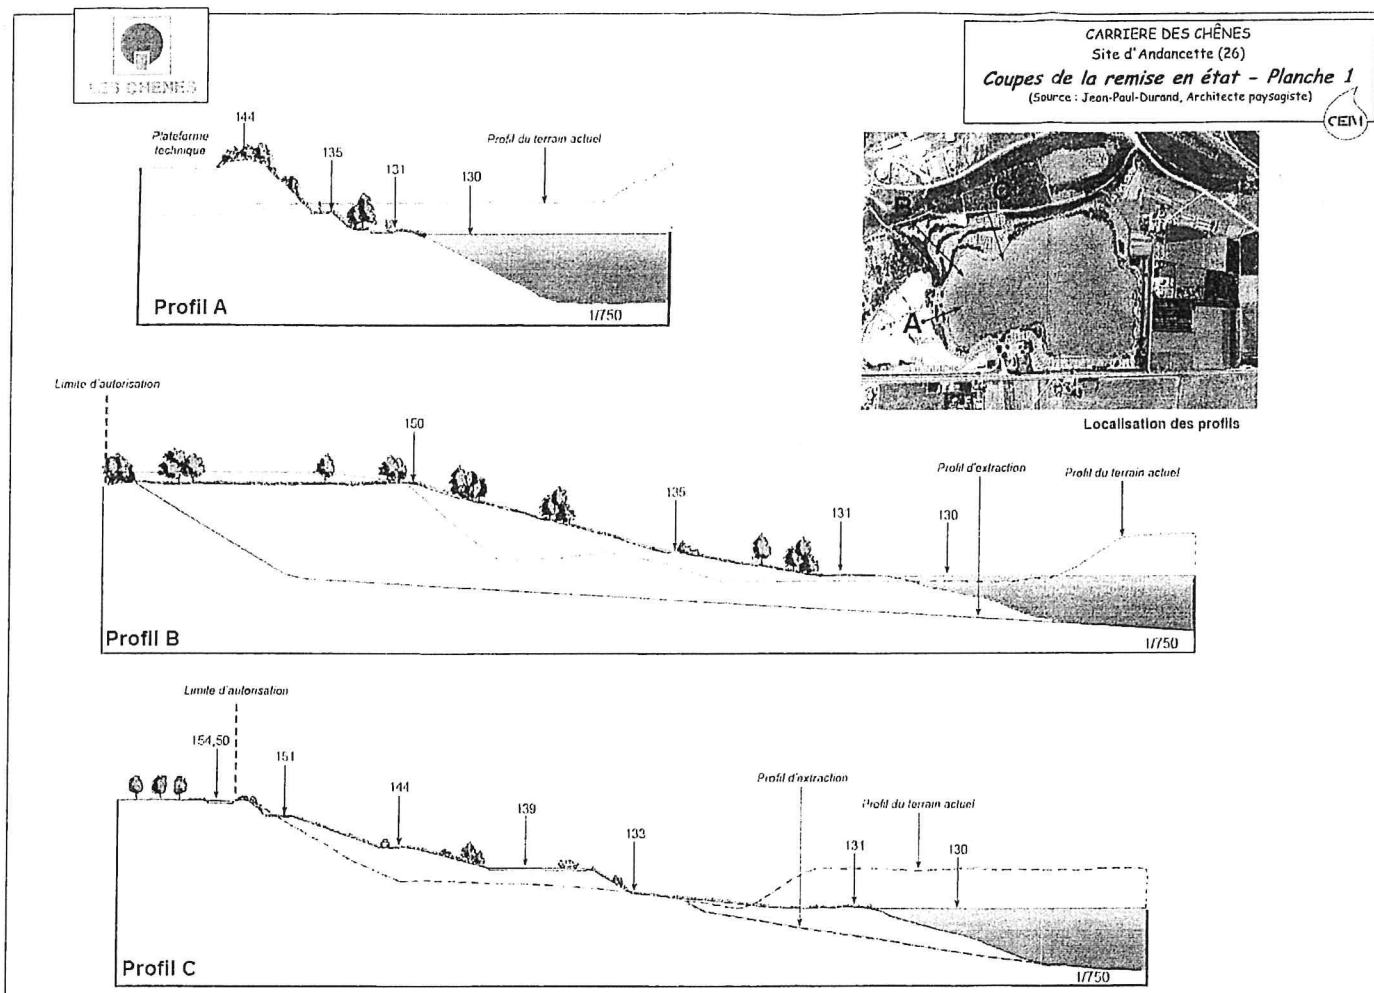 LES CHENES
CARRIERE DES CHÊNES
Site d'Andancette (26)
Coupes de la remise en état - Planche 1
(Source : Jean-Paul-Durand, Architecte paysagiste)
CEM
144
Plateforme
technique
135
131
130
Profil du terrain actuel
Profil A
1/750
B
C
A
Localisation des profils
Limite d'autorisation
150
135
131
130
Profil d'extraction
Profil du terrain actuel
Profil B
1/750
Limite d'autorisation
154,50
151
144
139
133
Profil d'extraction
131
Profil du terrain actuel
130
Profil C
1/750